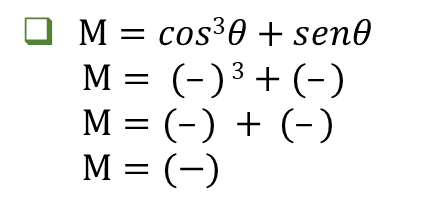 ❑ M = cos³θ + senθ
M = (−)³ + (−)
M = (−) + (−)
M = (−)